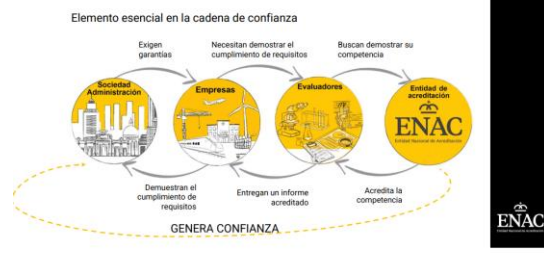 Elemento esencial en la cadena de confianza
Exigen
garantías
Necesitan demostrar el
cumplimiento de requisitos
Buscan demostrar su
competencia
Sociedad
Administración
Empresas
Evaluadores
Entidad de
acreditación
ENAC
Entidad Nacional de Acreditación
Demuestran el
cumplimiento de
requisitos
Entregan un informe
acreditado
Acredita la
competencia
GENERA CONFIANZA
ENAC